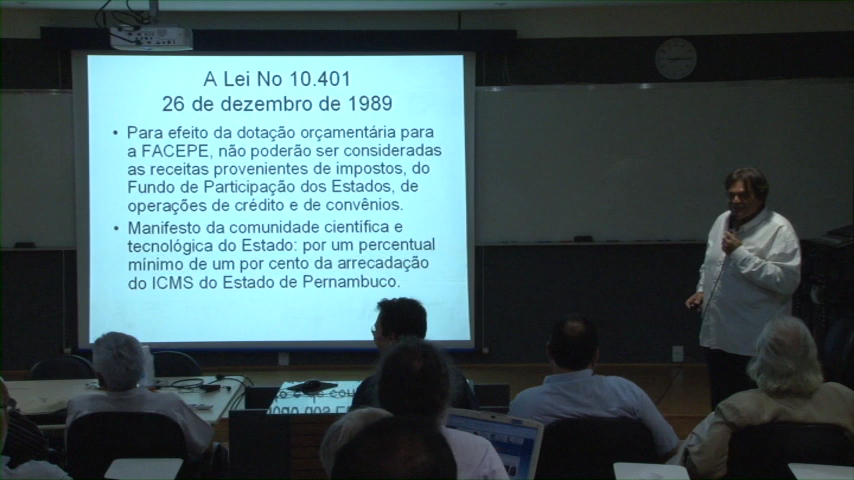 A Lei No 10.401
26 de dezembro de 1989
• Para efeito da dotação orçamentária para
a FACEPE, não poderão ser consideradas
as receitas provenientes de impostos, do
Fundo de Participação dos Estados, de
operações de crédito e de convênios.
• Manifesto da comunidade científica e
tecnológica do Estado: por um percentual
mínimo de um por cento da arrecadação
do ICMS do Estado de Pernambuco.